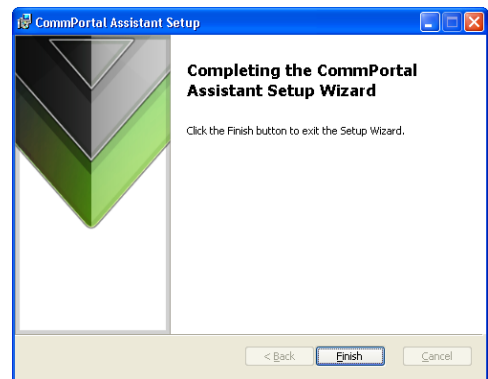 CommPortal Assistant Setup
Completing the CommPortal
Assistant Setup Wizard
Click the Finish button to exit the Setup Wizard.
< Back Finish Cancel